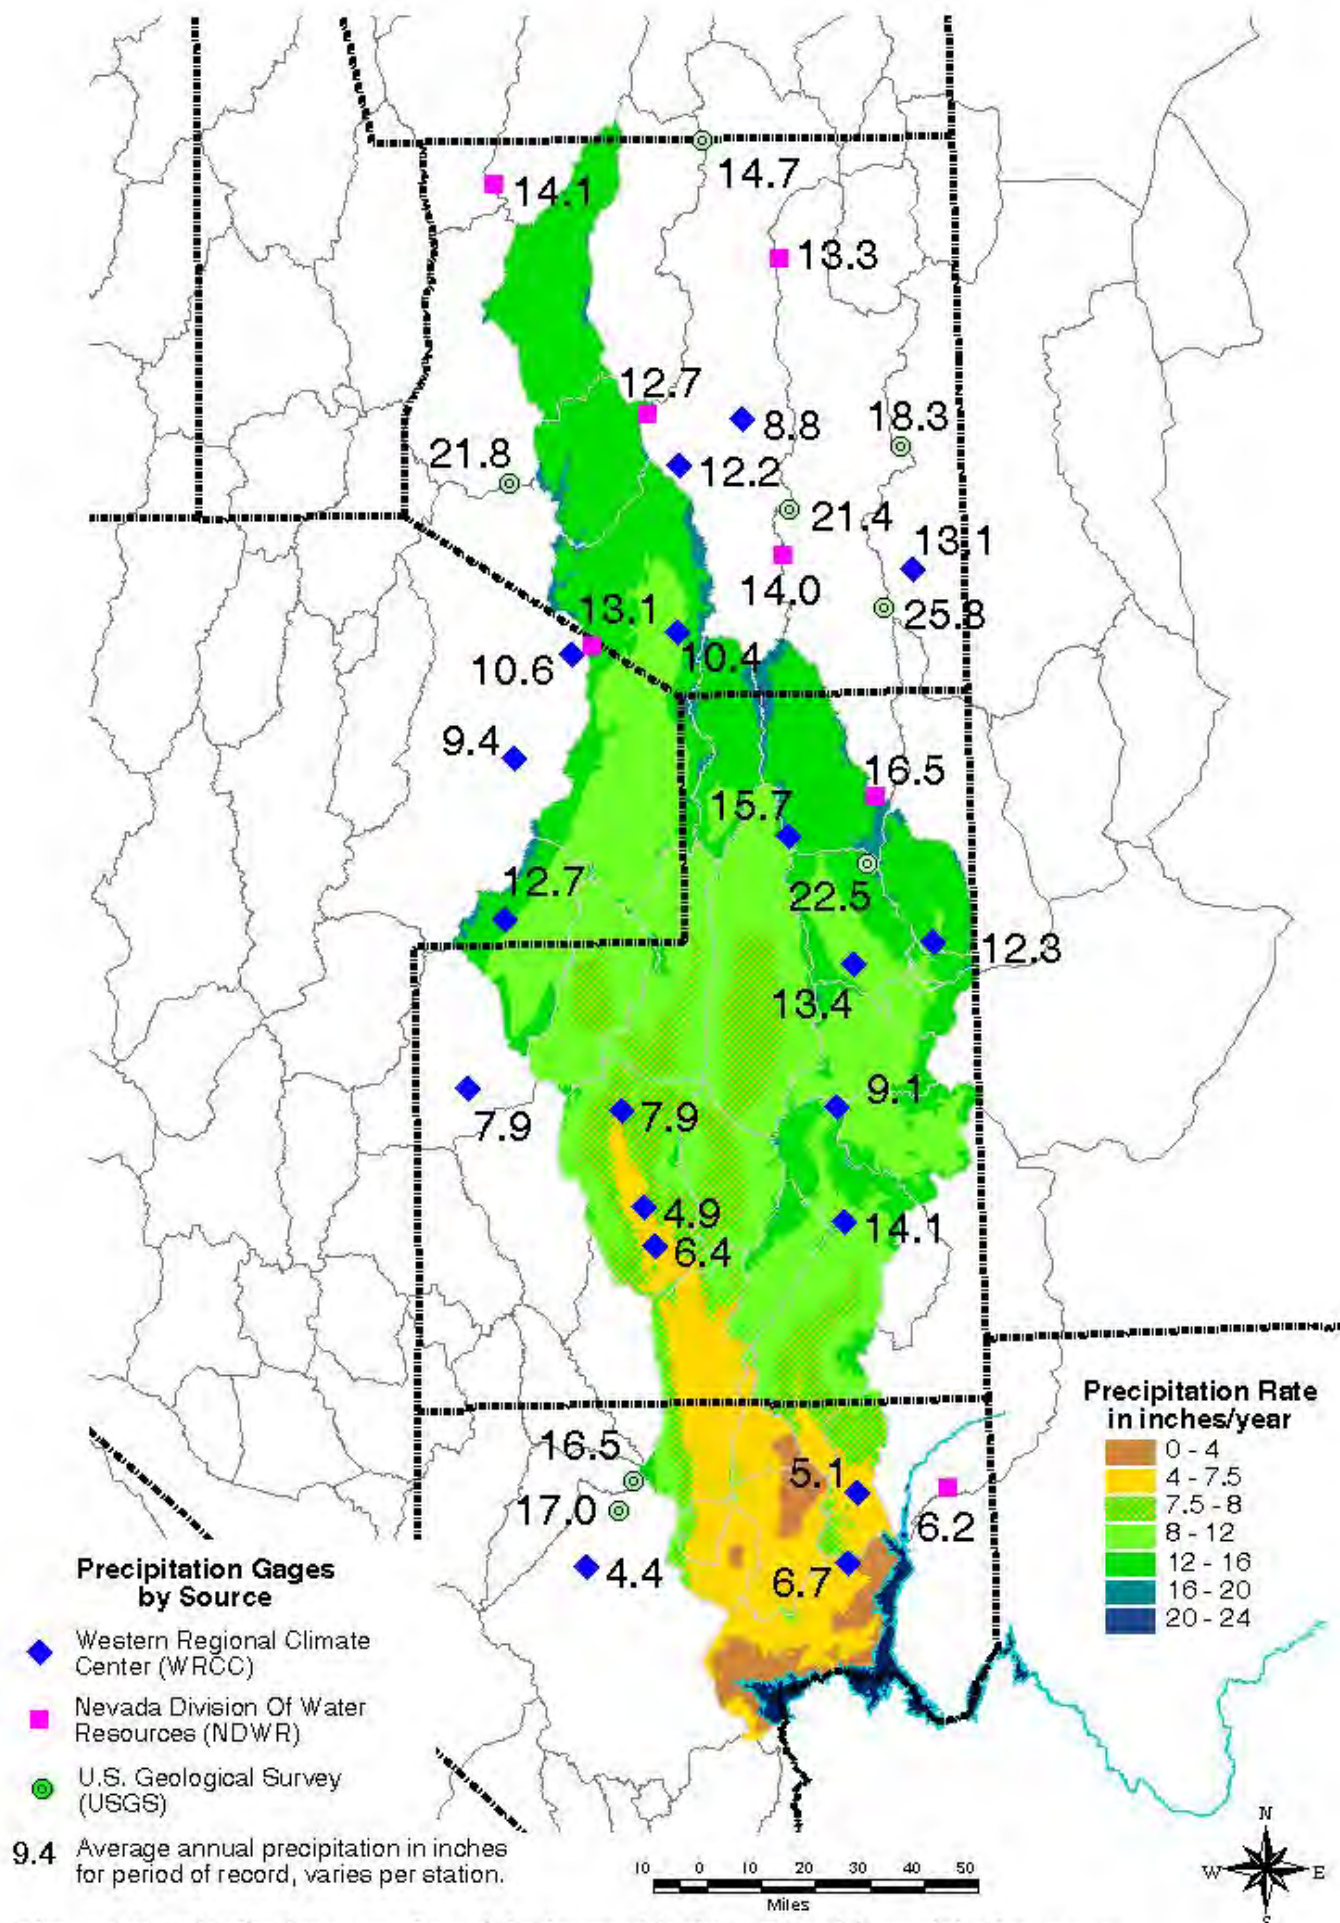 14.1
14.7
13.3
12.7
8.8
18.3
21.8
12.2
21.4
13.1
14.0
25.8
13.1
10.4
10.6
9.4
16.5
15.7
12.7
22.5
12.3
13.4
9.1
7.9
7.9
4.9
14.1
6.4
16.5
5.1
17.0
6.2
4.4
6.7
Precipitation Rate
in inches/year
0 - 4
4 - 7.5
7.5 - 8
8 - 12
12 - 16
16 - 20
20 - 24
Precipitation Gages
by Source
Western Regional Climate
Center (WRCC)
Nevada Division Of Water
Resources (NDWR)
U.S. Geological Survey
(USGS)
9.4 Average annual precipitation in inches
for period of record, varies per station.
10 0 10 20 30 40 50
Miles
N
W E
S